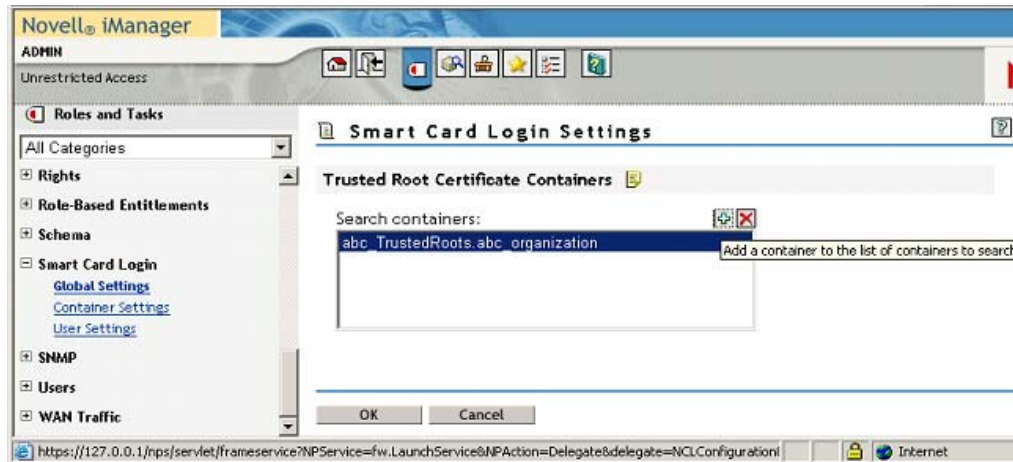 Novell® iManager
ADMIN
Unrestricted Access
Roles and Tasks
All Categories
Rights
Role-Based Entitlements
Schema
Smart Card Login
Global Settings
Container Settings
User Settings
SNMP
Users
WAN Traffic
Smart Card Login Settings
Trusted Root Certificate Containers
Search containers:
abc_TrustedRoots.abc_organization
Add a container to the list of containers to search
OK Cancel
https://127.0.0.1/nps/servlet/frameservice?NPService=fw.LaunchService&NPAction=Delegate&delegate=NCLConfiguration
Internet